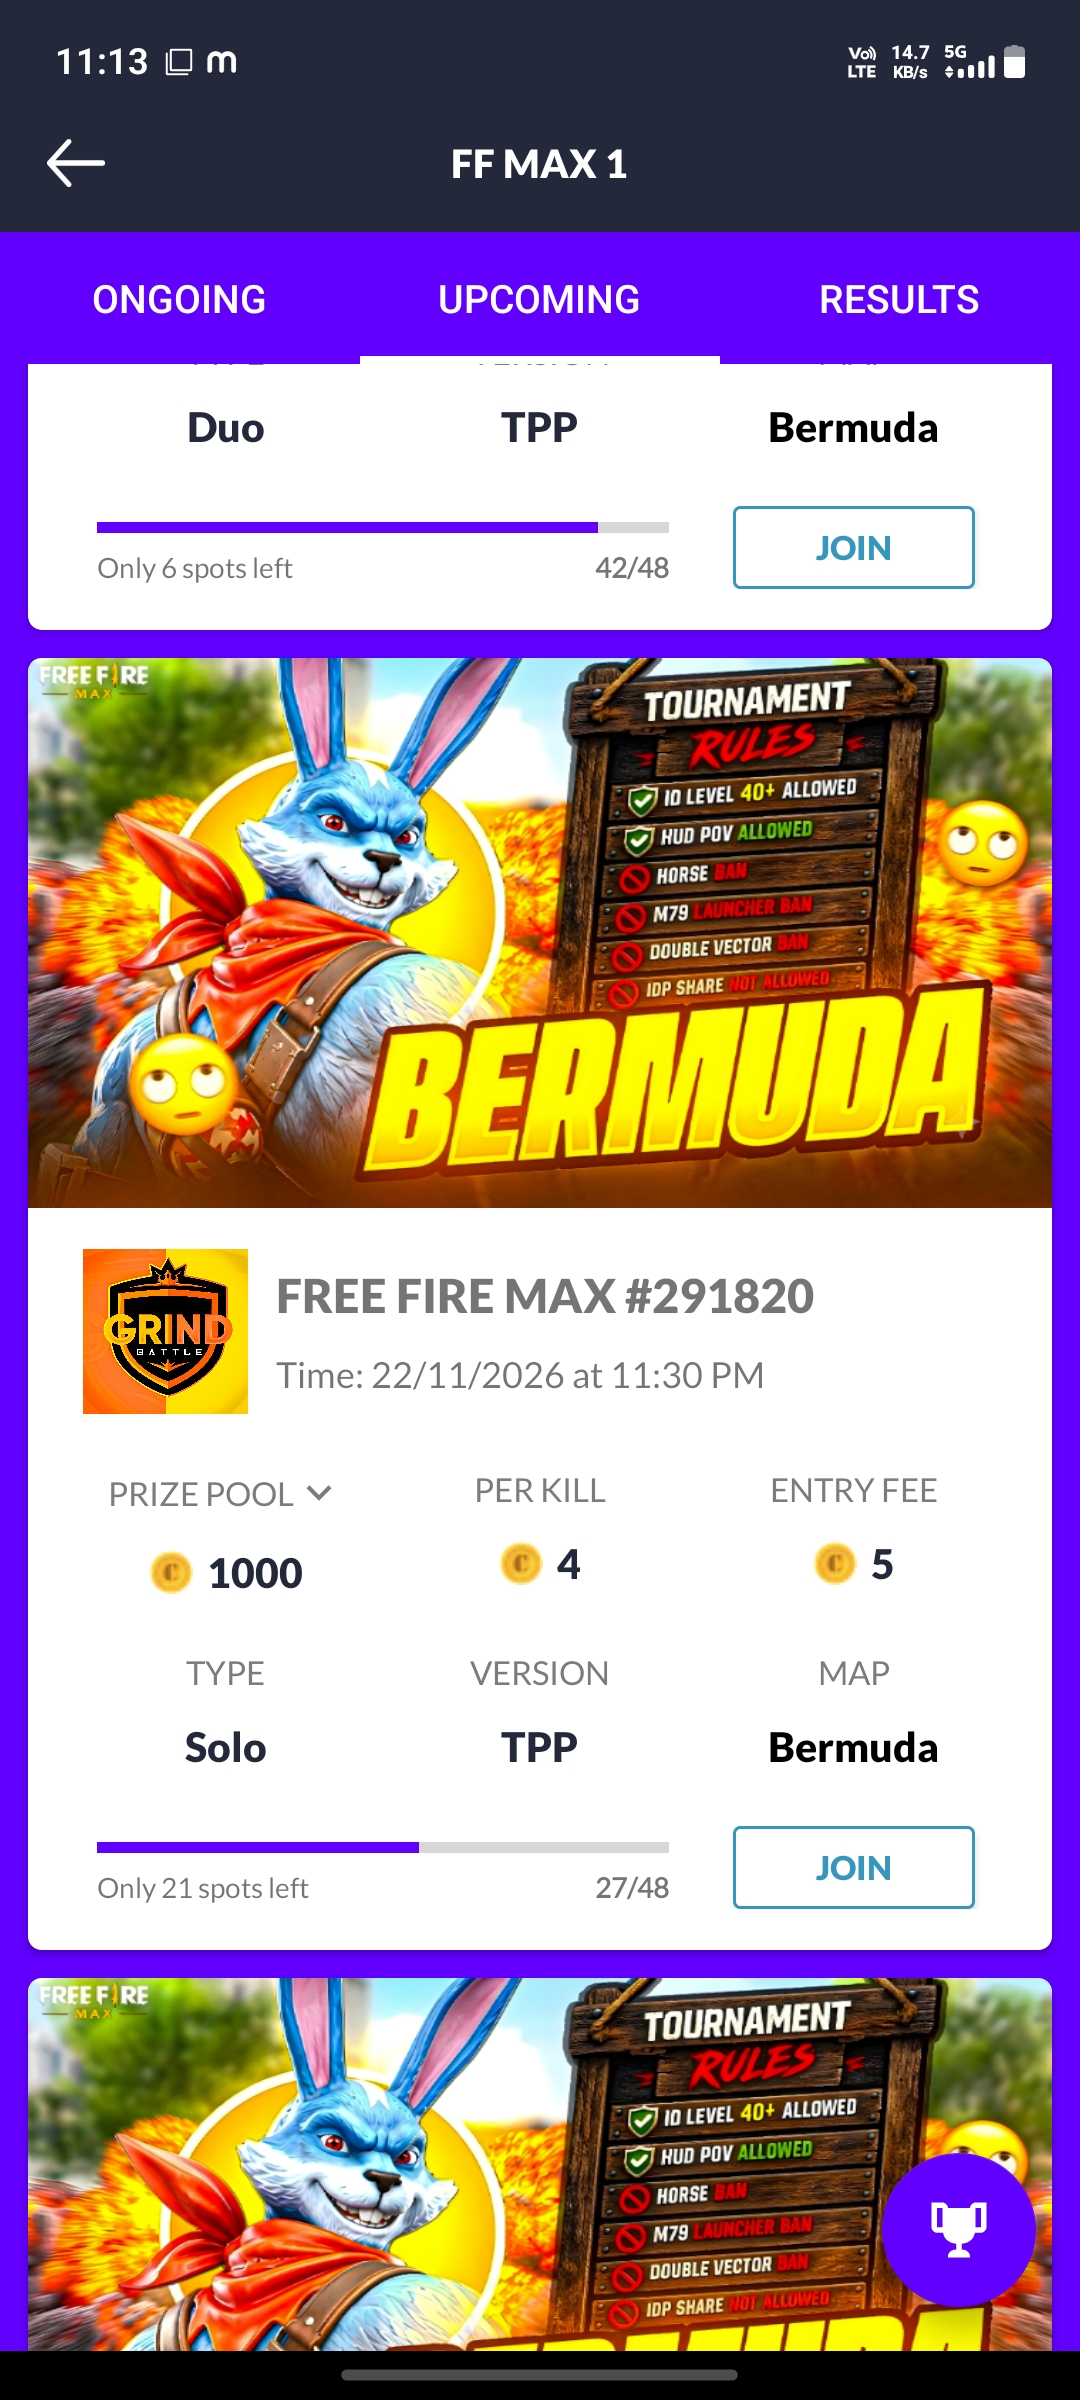 11:13
m
Vo))
LTE
14.7
KB/s
5G
FF MAX 1
ONGOING
UPCOMING
RESULTS
Duo
TPP
Bermuda
Only 6 spots left
42/48
JOIN
FREE FIRE
MAX
TOURNAMENT
RULES
ID LEVEL 40+ ALLOWED
HUD POV ALLOWED
HORSE BAN
M79 LAUNCHER BAN
DOUBLE VECTOR BAN
IDP SHARE NOT ALLOWED
BERMUDA
GRIND
BATTLE
FREE FIRE MAX #291820
Time: 22/11/2026 at 11:30 PM
PRIZE POOL
PER KILL
ENTRY FEE
1000
4
5
TYPE
VERSION
MAP
Solo
TPP
Bermuda
Only 21 spots left
27/48
JOIN
FREE FIRE
MAX
TOURNAMENT
RULES
ID LEVEL 40+ ALLOWED
HUD POV ALLOWED
HORSE BAN
M79 LAUNCHER BAN
DOUBLE VECTOR BAN
IDP SHARE NOT ALLOWED